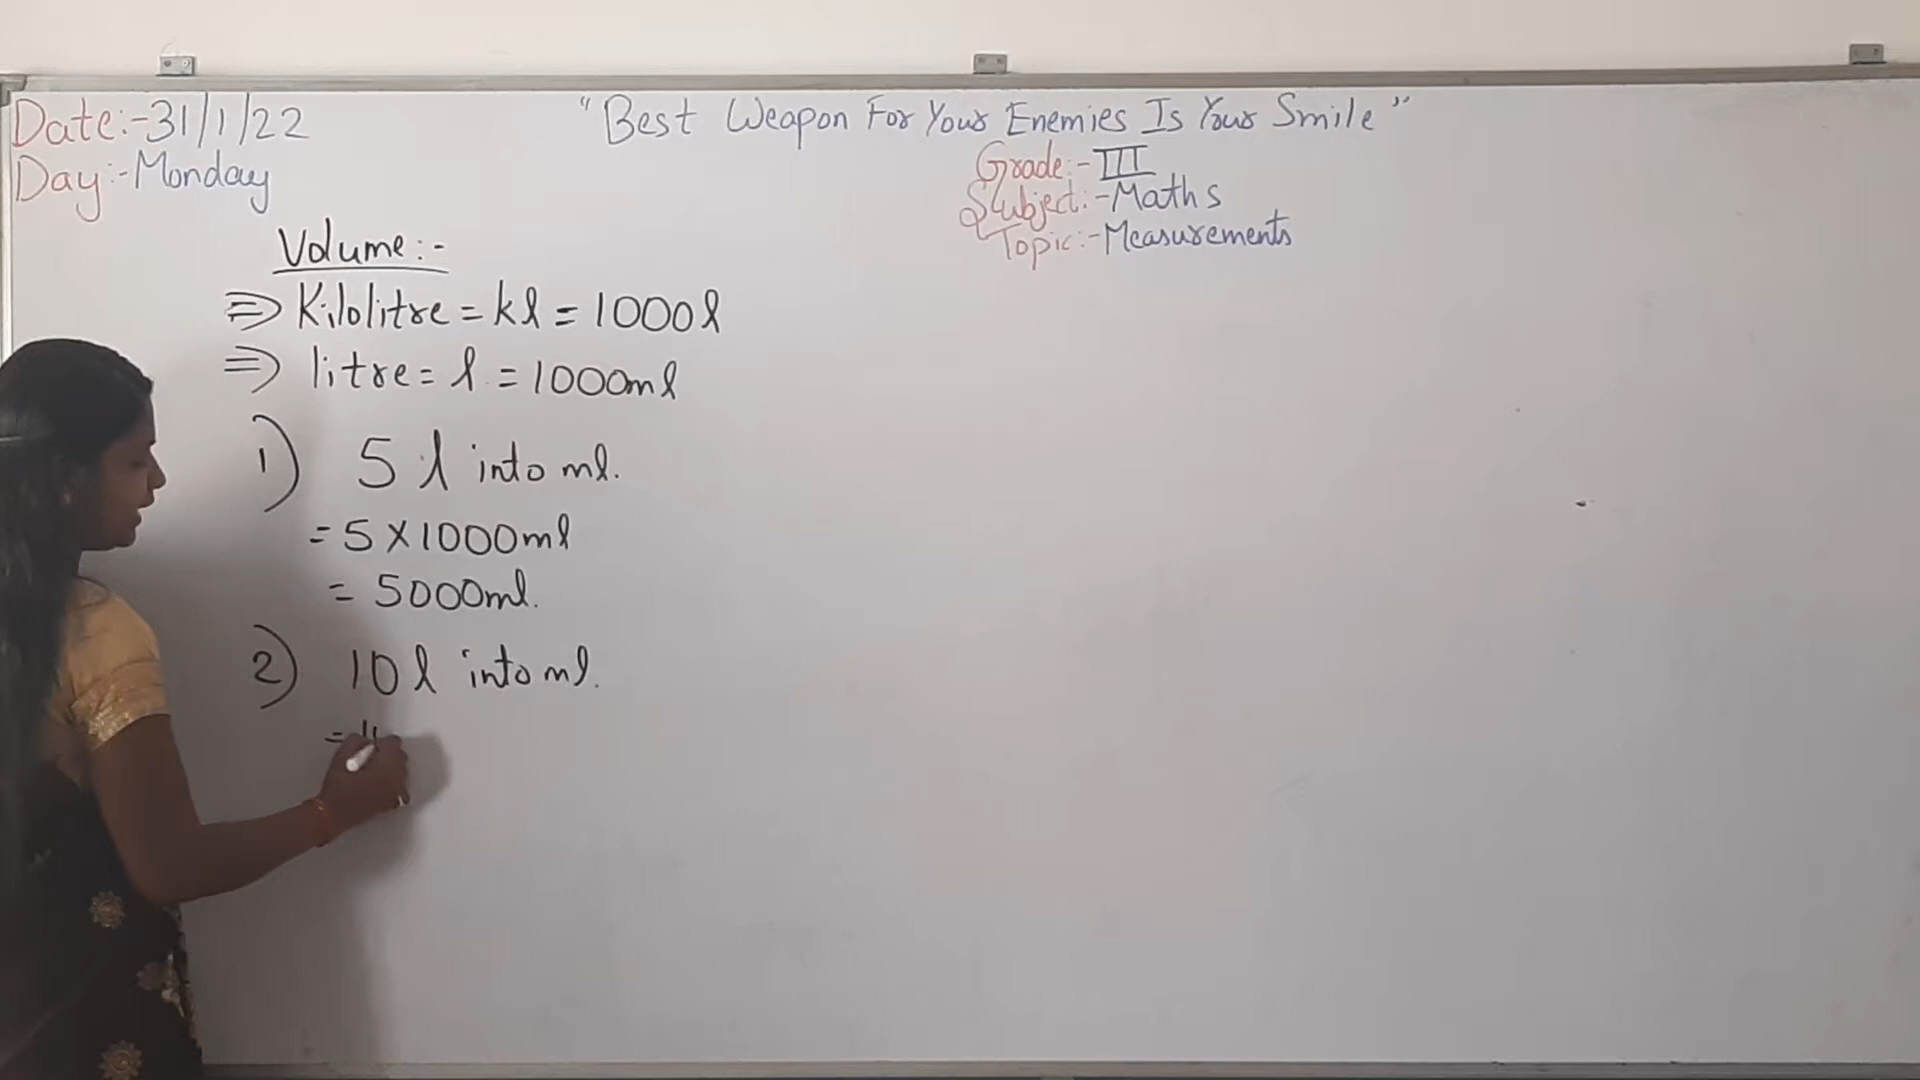 Date:-31/1/22
"Best Weapon For Your Enemies Is Your Smile"
Day:-Monday
Grade:-III
Subject:-Maths
Topic:-Measurements
Volume:-
⇒ Kilolitre = kl = 1000l
⇒ litre = l = 1000ml
1) 5 l into ml.
= 5 × 1000ml
= 5000ml.
2) 10 l into ml.
=